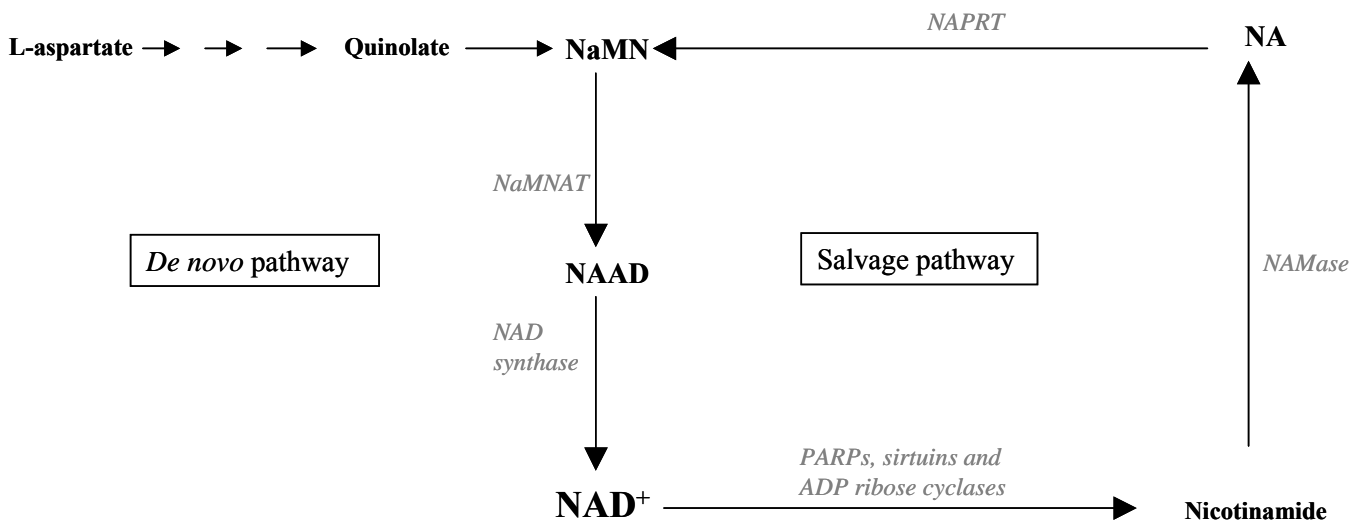 L-aspartate
Quinolate
NaMN
NAPRT
NA
NaMNAT
De novo pathway
NAAD
Salvage pathway
NAMase
NAD
synthase
PARPs, sirtuins and
ADP ribose cyclases
NAD+
Nicotinamide